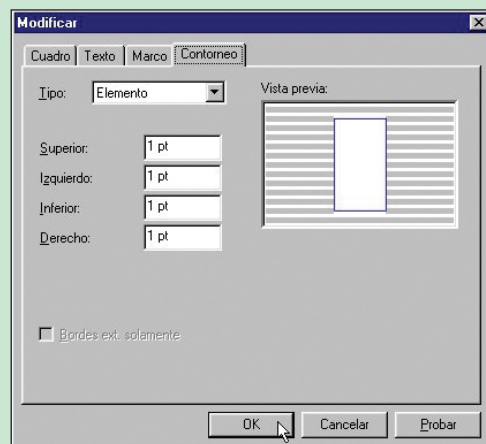 Modificar
Cuadro Texto Marco Contorneo
Tipo: Elemento
Vista previa:
Superior: 1 pt
Izquierdo: 1 pt
Inferior: 1 pt
Derecho: 1 pt
Bordes ext. solamente
OK Cancelar Probar